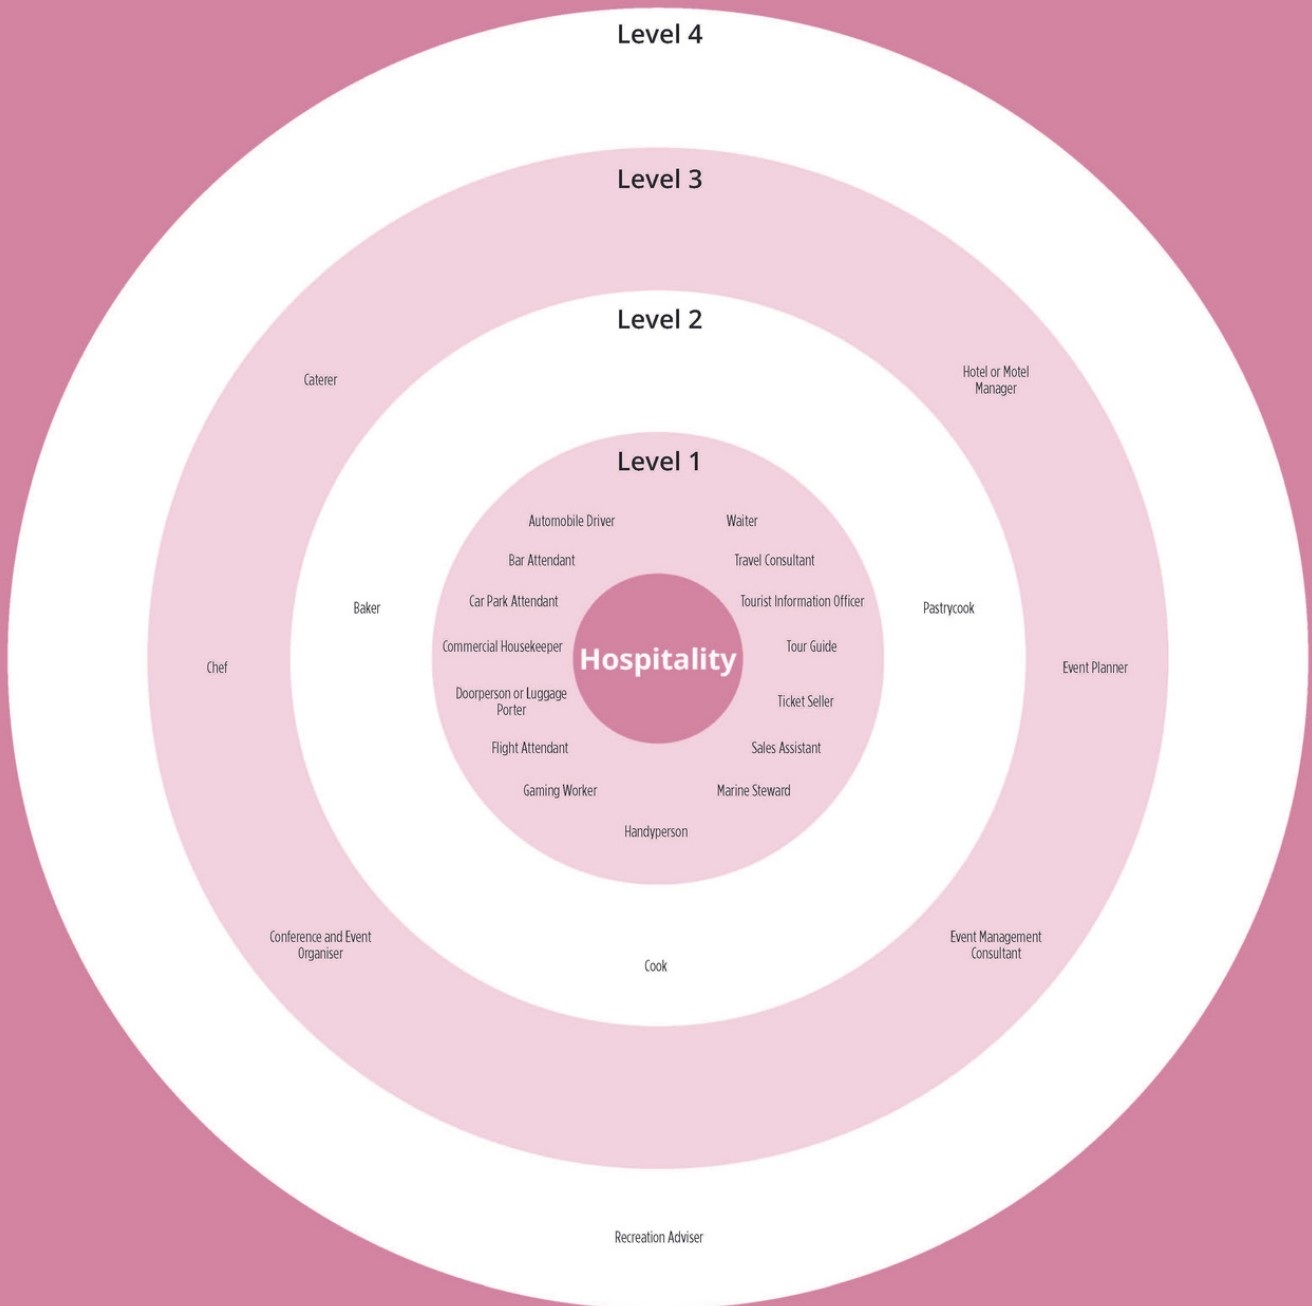 Level 4
Level 3
Level 2
Caterer
Hotel or Motel
Manager
Level 1
Automobile Driver
Waiter
Bar Attendant
Travel Consultant
Car Park Attendant
Tourist Information Officer
Baker
Pastrycook
Commercial Housekeeper
Tour Guide
Hospitality
Chef
Event Planner
Doorperson or Luggage
Porter
Ticket Seller
Flight Attendant
Sales Assistant
Gaming Worker
Marine Steward
Handyperson
Conference and Event
Organiser
Event Management
Consultant
Cook
Recreation Adviser